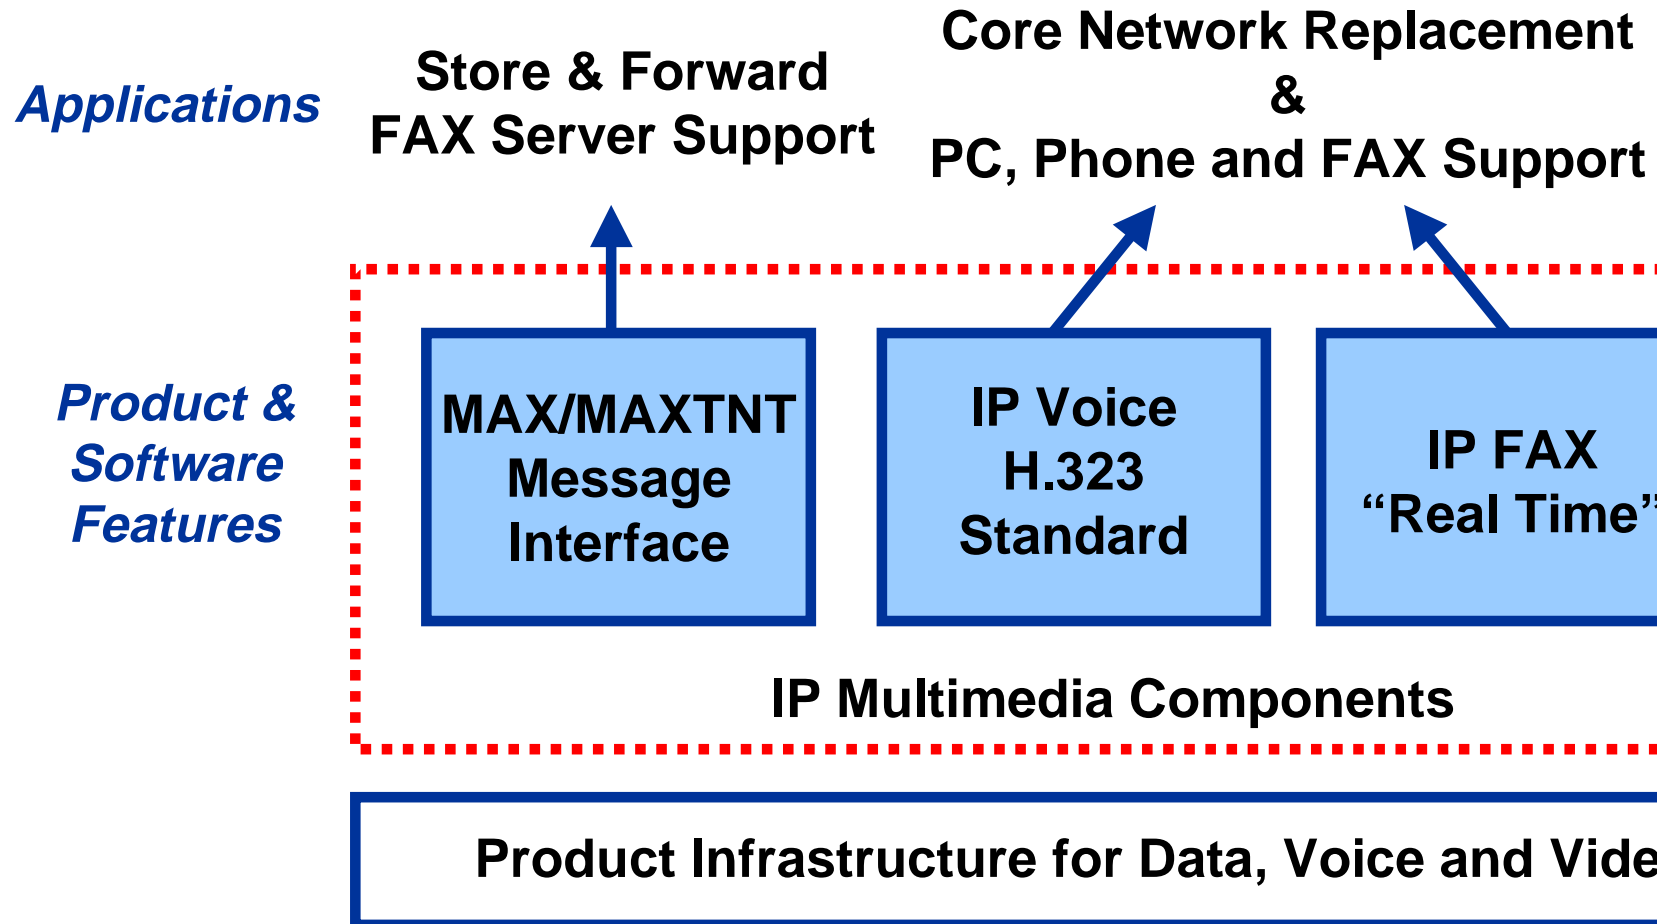 Applications
Store & Forward
FAX Server Support
Core Network Replacement
&
PC, Phone and FAX Support
Product &
Software
Features
MAX/MAXTNT
Message
Interface
IP Voice
H.323
Standard
IP FAX
“Real Time”
IP Multimedia Components
Product Infrastructure for Data, Voice and